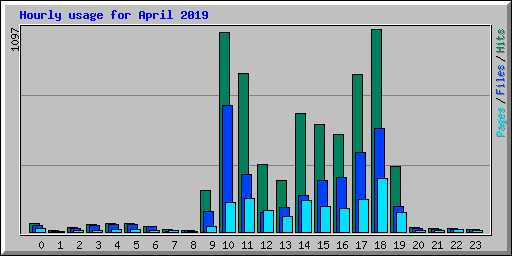 Hourly usage for April 2019
1097
Pages/Files/Hits
0 1 2 3 4 5 6 7 8 9 10 11 12 13 14 15 16 17 18 19 20 21 22 23